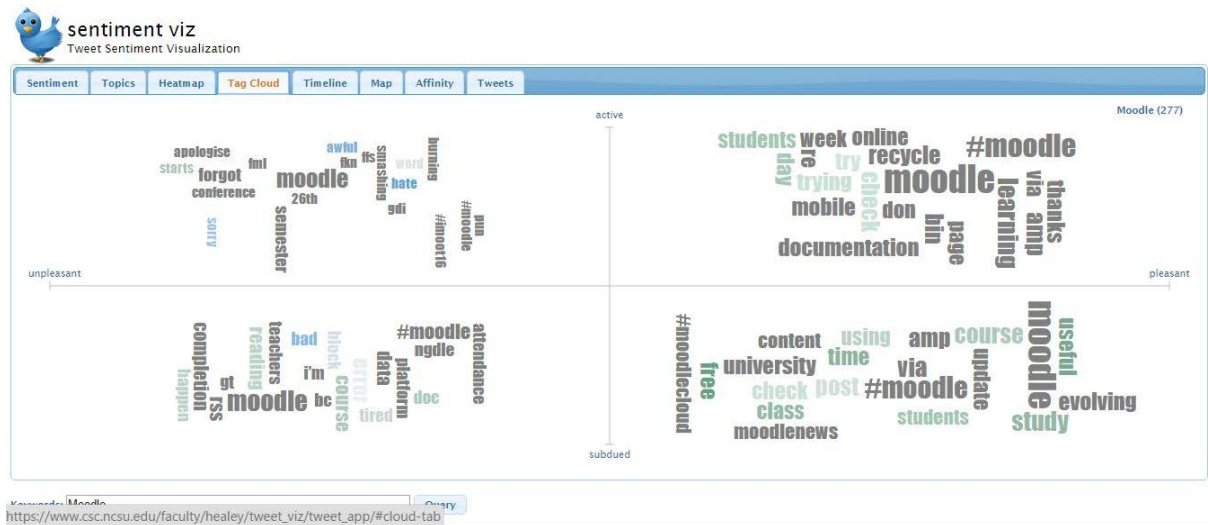 sentiment viz
Tweet Sentiment Visualization
Sentiment Topics Heatmap Tag Cloud Timeline Map Affinity Tweets
Moodle (277)
active
apologise
starts
forgot
fml
conference
moodle
26th
awful
fkn
ffs
smashing
word
burning
hate
gdi
sorry
semester
#imoot16
#moodle
pun
students
week
online
#moodle
day
re
try
recycle
trying
check
moodle
mobile
don
learning
via
thanks
amp
bin
page
documentation
unpleasant
pleasant
completion
reading
teachers
bad
block
#moodle
attendance
ngdle
happen
gt
i'm
error
data
platform
rss
moodle
bc
course
tired
doc
#moodlecloud
content
using
amp
course
moodle
useful
free
university
time
via
update
check
post
#moodle
evolving
class
students
study
moodlenews
subdued
Keywords: Moodle
Query
https://www.csc.ncsu.edu/faculty/healey/tweet_viz/tweet_app/#cloud-tab